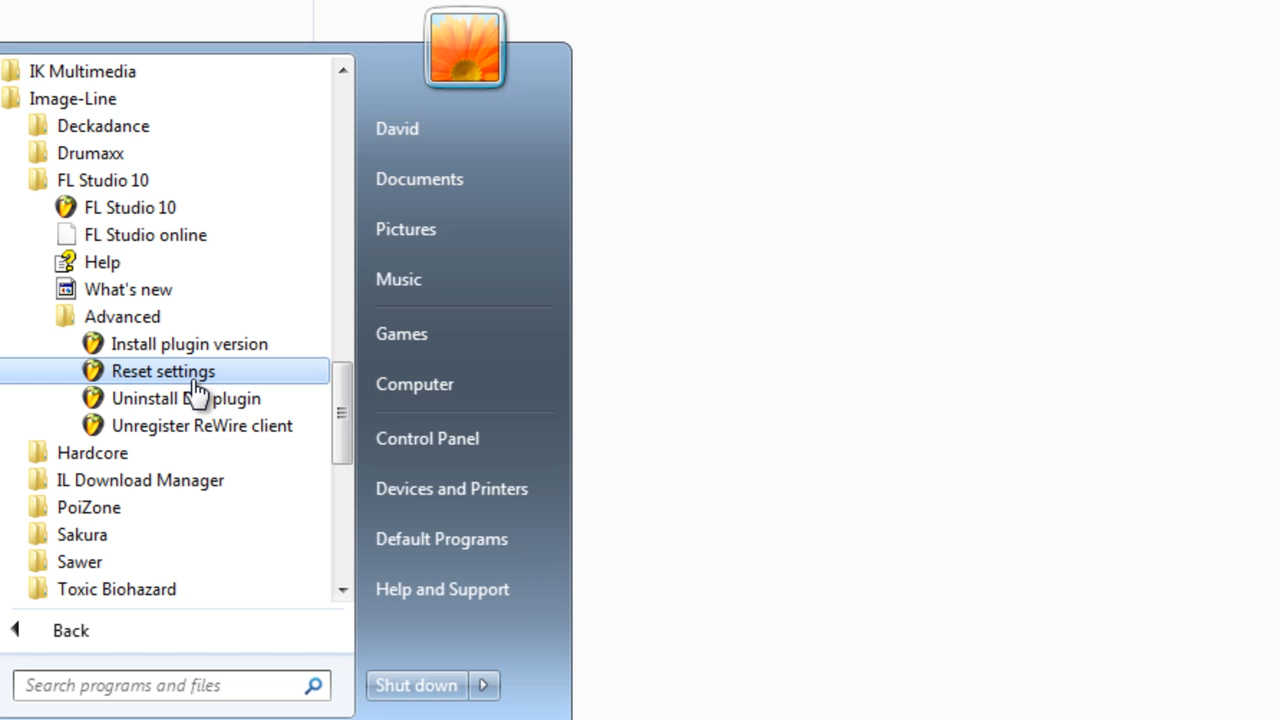 IK Multimedia
Image-Line
Deckadance
Drumaxx
FL Studio 10
FL Studio 10
FL Studio online
Help
What's new
Advanced
Install plugin version
Reset settings
Uninstall plugin
Unregister ReWire client
Hardcore
IL Download Manager
PoiZone
Sakura
Sawer
Toxic Biohazard
Back
Search programs and files
David
Documents
Pictures
Music
Games
Computer
Control Panel
Devices and Printers
Default Programs
Help and Support
Shut down